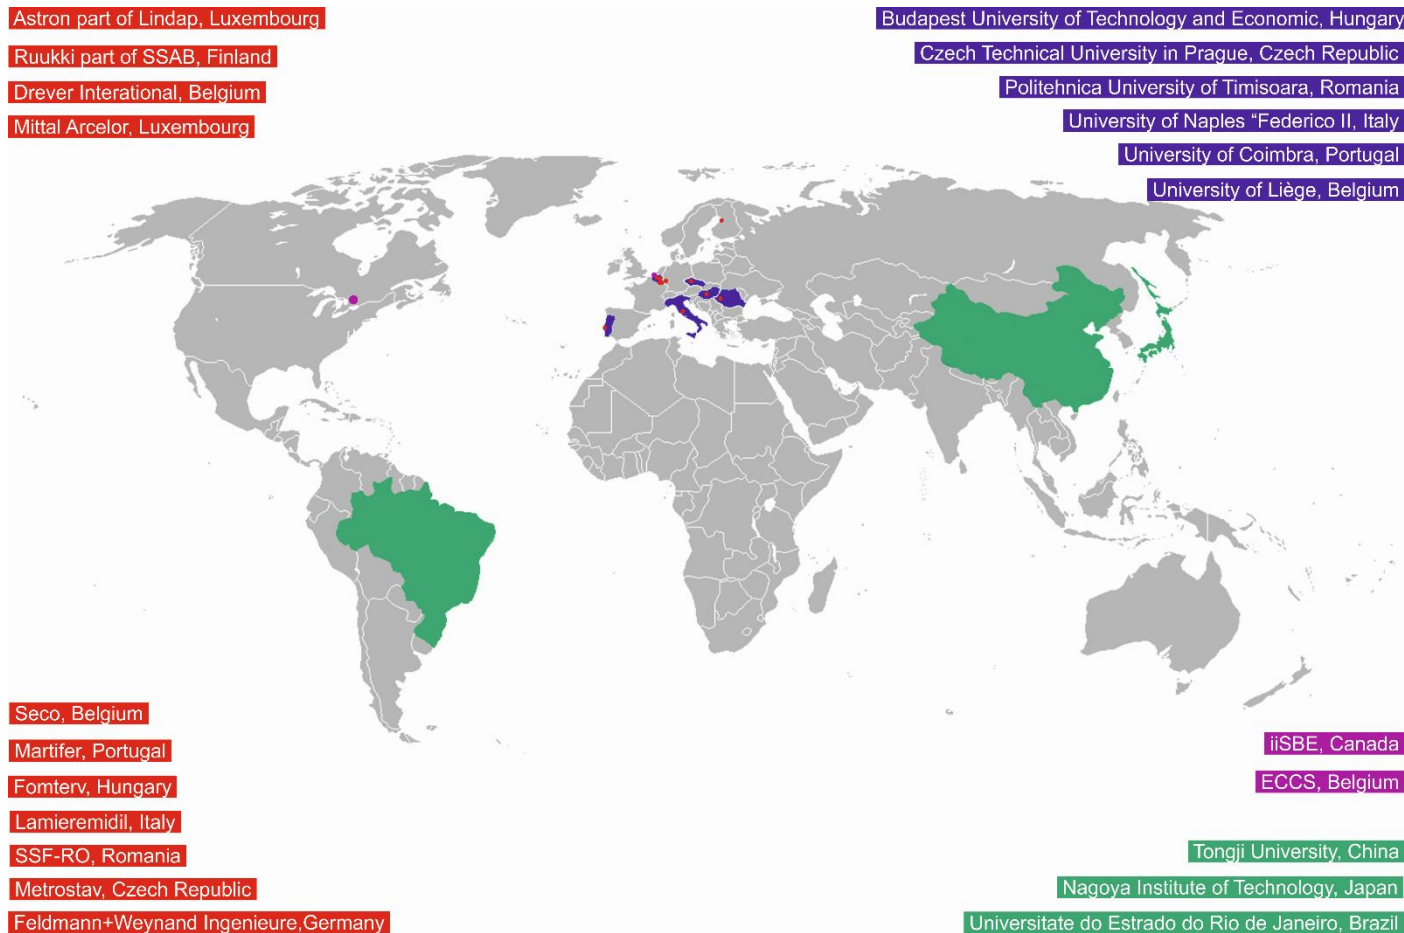 Astron part of Lindap, Luxembourg
Ruukki part of SSAB, Finland
Drever Interational, Belgium
Mittal Arcelor, Luxembourg
Budapest University of Technology and Economic, Hungary
Czech Technical University in Prague, Czech Republic
Politehnica University of Timisoara, Romania
University of Naples “Federico II, Italy
University of Coimbra, Portugal
University of Liège, Belgium
Seco, Belgium
Martifer, Portugal
Fomterv, Hungary
Lamieremidil, Italy
SSF-RO, Romania
Metrostav, Czech Republic
Feldmann+Weynand Ingenieure,Germany
iiSBE, Canada
ECCS, Belgium
Tongji University, China
Nagoya Institute of Technology, Japan
Universitate do Estrado do Rio de Janeiro, Brazil